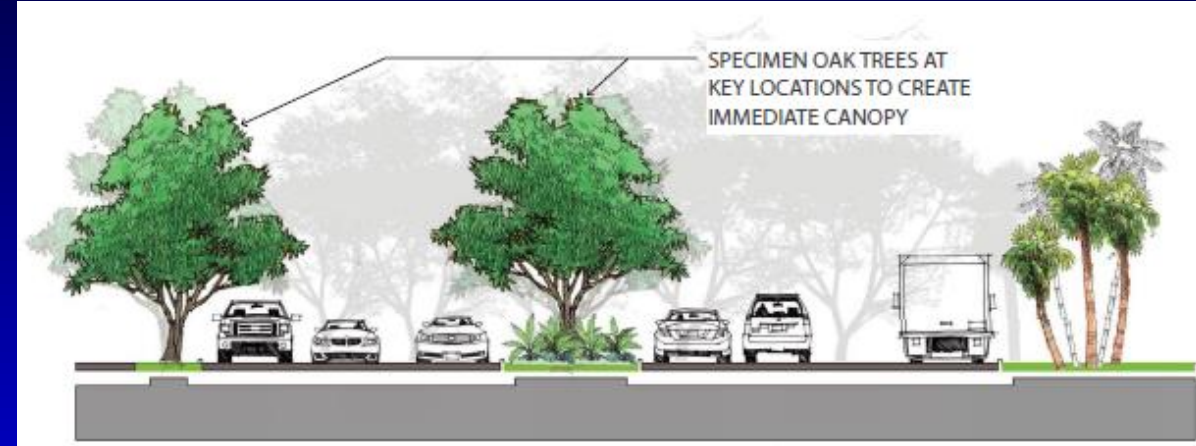 SPECIMEN OAK TREES AT
KEY LOCATIONS TO CREATE
IMMEDIATE CANOPY